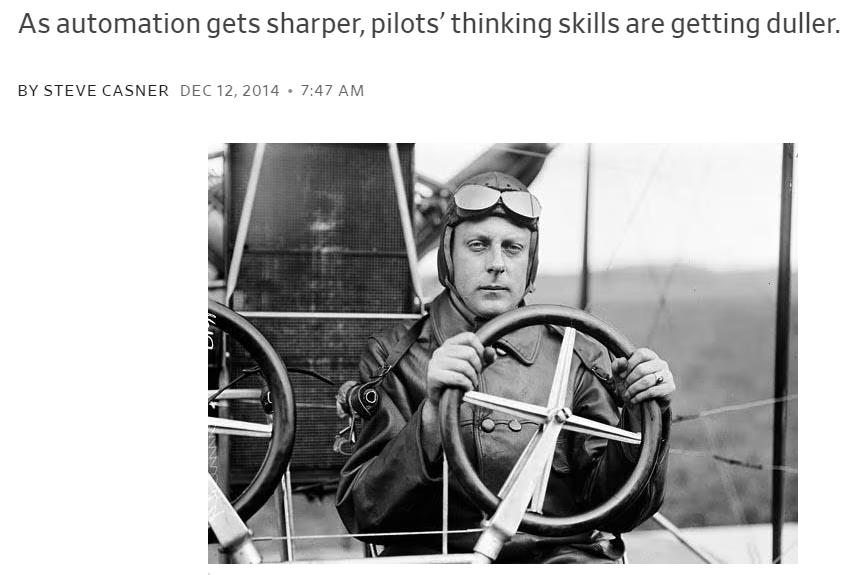 As automation gets sharper, pilots’ thinking skills are getting duller.
BY STEVE CASNER DEC 12, 2014 • 7:47 AM